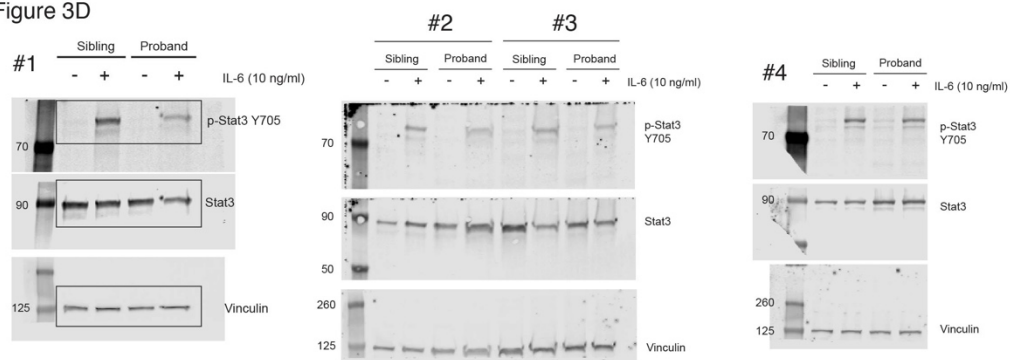 Figure 3D
#1
Sibling Proband
- + - + IL-6 (10 ng/ml)
p-Stat3 Y705
70
90
Stat3
125
Vinculin
#2 #3
Sibling Proband Sibling Proband
- + - + - + - + IL-6 (10 ng/ml)
p-Stat3
Y705
70
90
Stat3
50
260
125
Vinculin
#4
Sibling Proband
- + - + IL-6 (10 ng/ml)
p-Stat3
Y705
70
90
Stat3
260
125
Vinculin